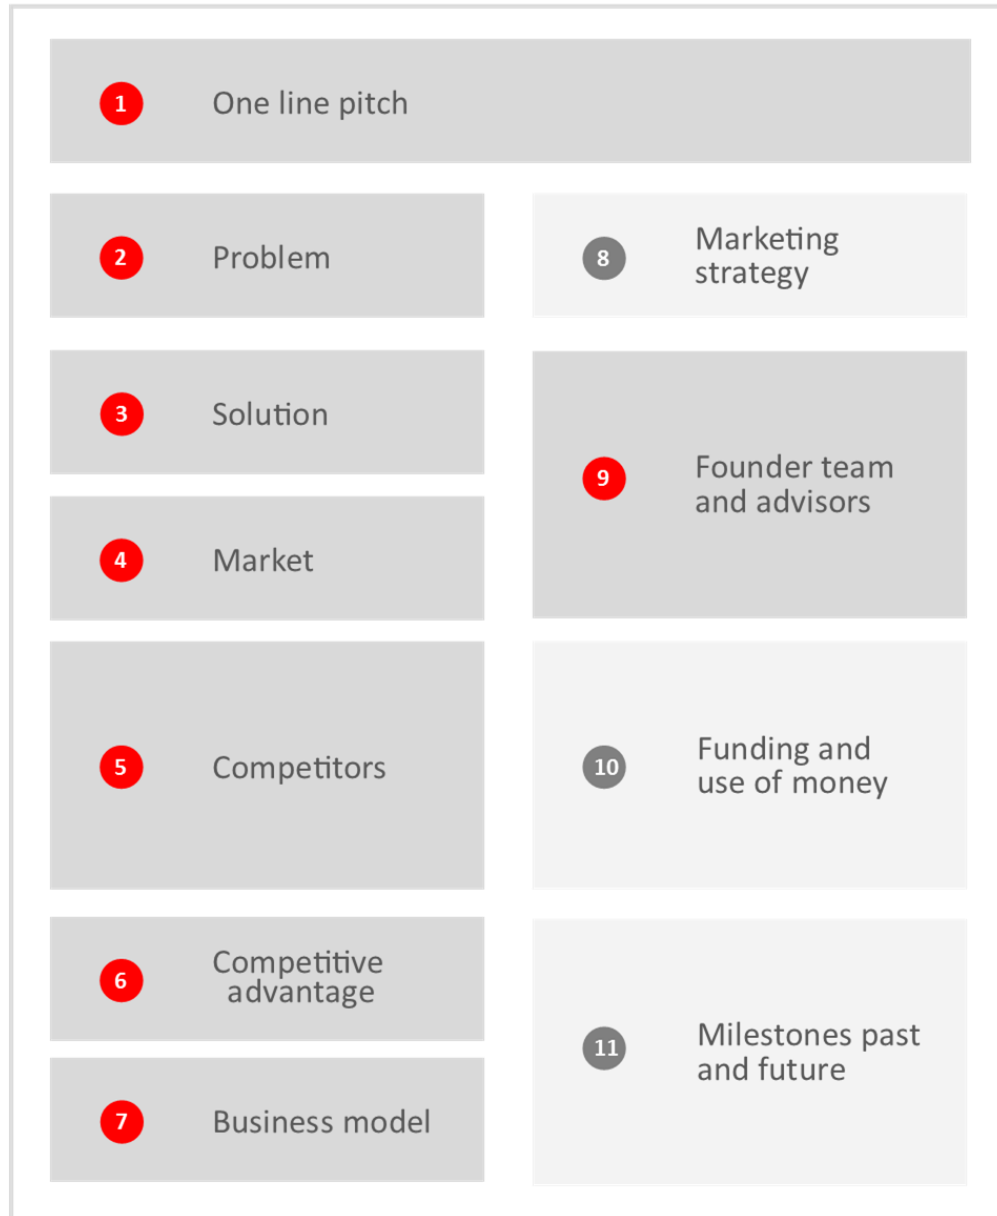 1 One line pitch
2 Problem
3 Solution
4 Market
5 Competitors
6 Competitive
advantage
7 Business model
8 Marketing
strategy
9 Founder team
and advisors
10 Funding and
use of money
11 Milestones past
and future